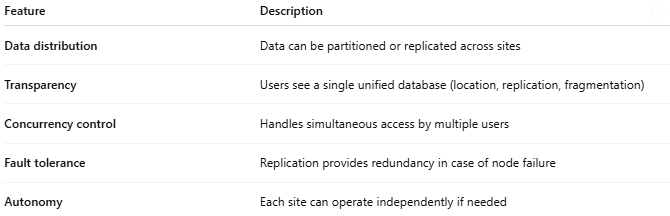 Feature Description
Data distribution Data can be partitioned or replicated across sites
Transparency Users see a single unified database (location, replication, fragmentation)
Concurrency control Handles simultaneous access by multiple users
Fault tolerance Replication provides redundancy in case of node failure
Autonomy Each site can operate independently if needed